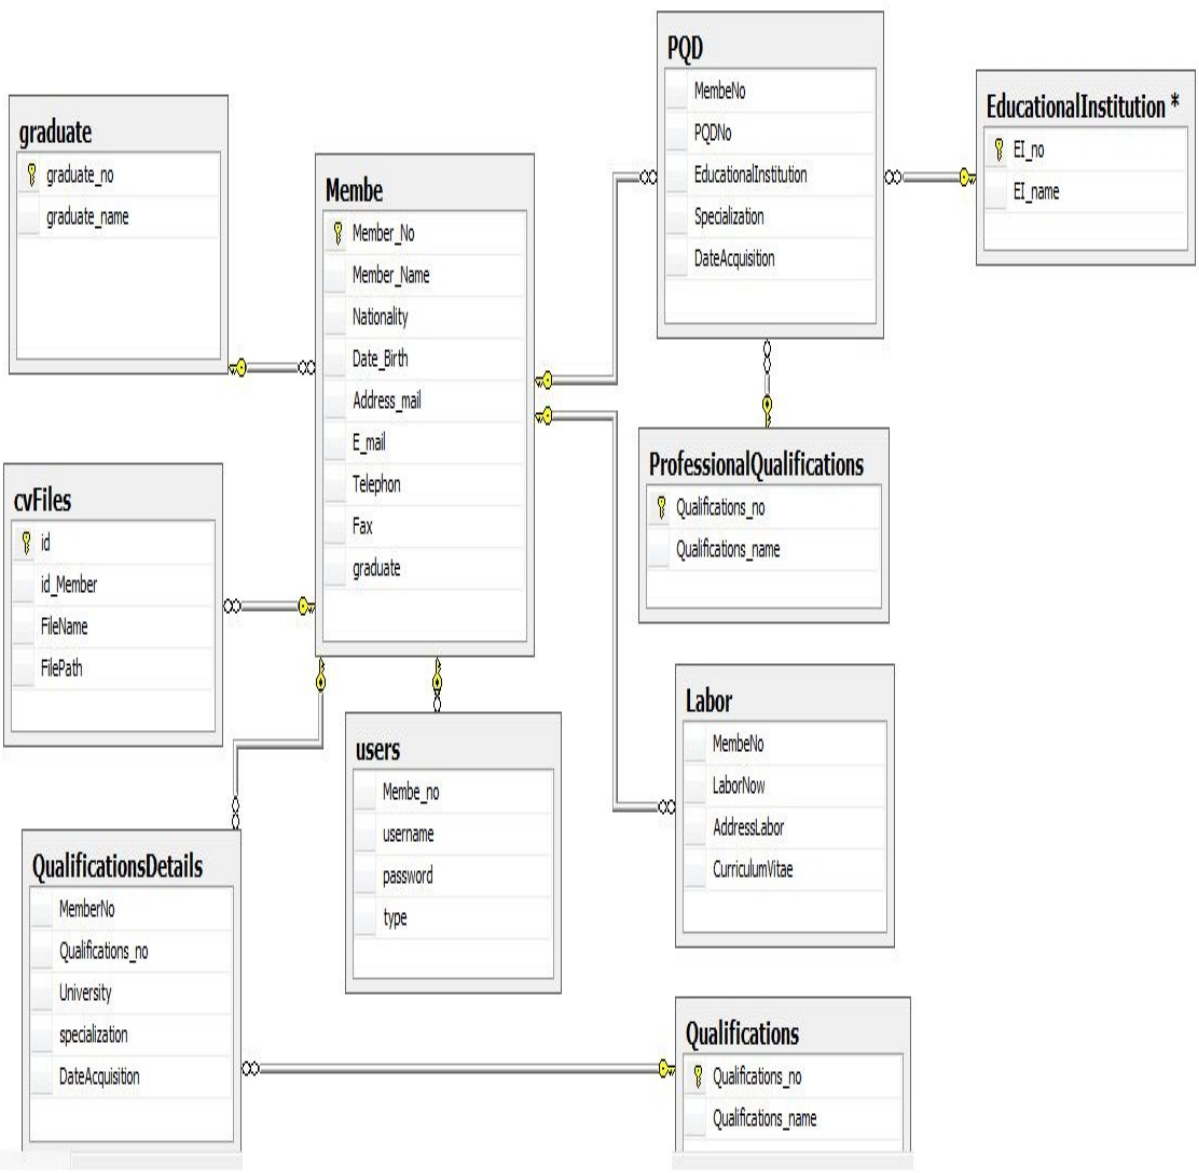 graduate
graduate_no
graduate_name
Membe
Member_No
Member_Name
Nationality
Date_Birth
Address_mail
E_mail
Telephon
Fax
graduate
PQD
MembeNo
PQDNo
EducationalInstitution
Specialization
DateAcquisition
EducationalInstitution *
EI_no
EI_name
cvFiles
id
id_Member
FileName
FilePath
ProfessionalQualifications
Qualifications_no
Qualifications_name
users
Membe_no
username
password
type
Labor
MembeNo
LaborNow
AddressLabor
CurriculumVitae
QualificationsDetails
MemberNo
Qualifications_no
University
specialization
DateAcquisition
Qualifications
Qualifications_no
Qualifications_name